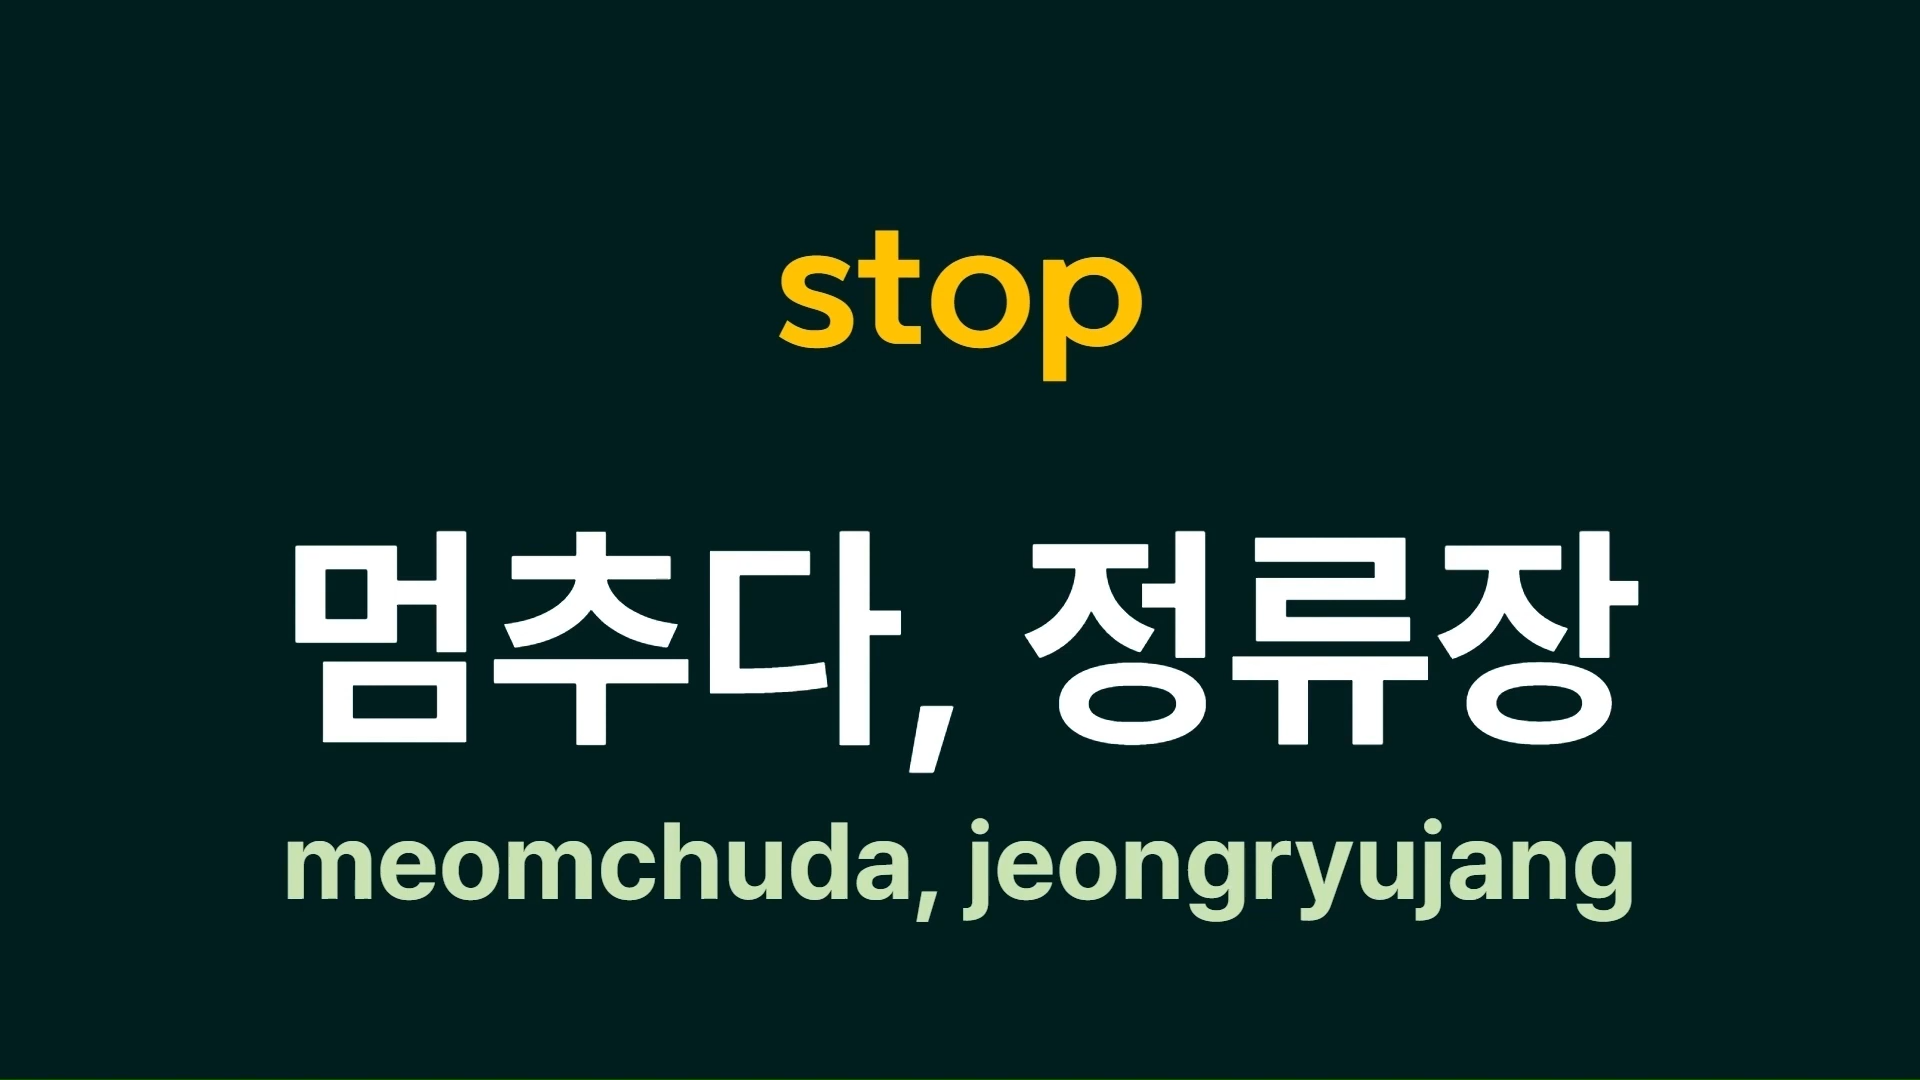 stop
멈추다, 정류장
meomchuda, jeongryujang